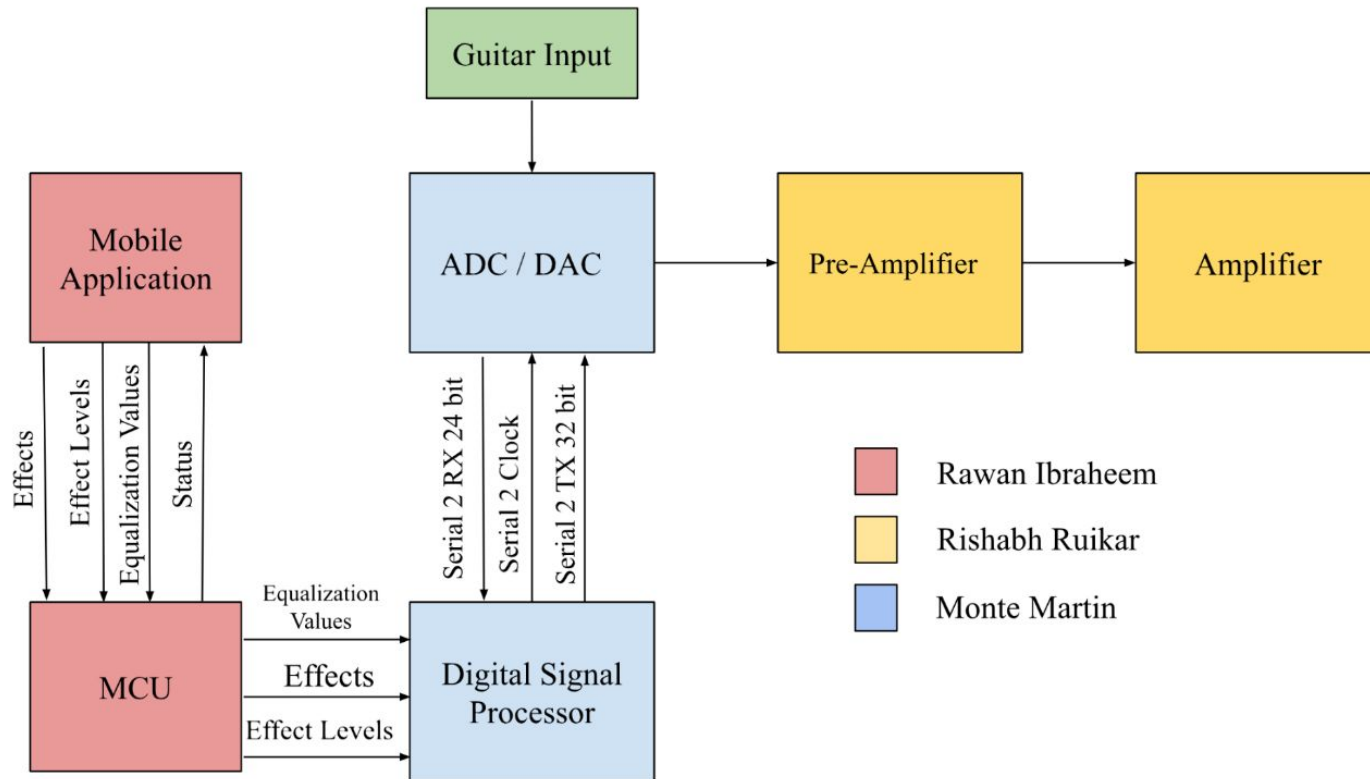 Guitar Input
Mobile
Application
ADC / DAC
Pre-Amplifier
Amplifier
Effects
Effect Levels
Equalization Values
Status
Serial 2 RX 24 bit
Serial 2 Clock
Serial 2 TX 32 bit
Rawan Ibraheem
Rishabh Ruikar
Monte Martin
MCU
Equalization
Values
Effects
Effect Levels
Digital Signal
Processor